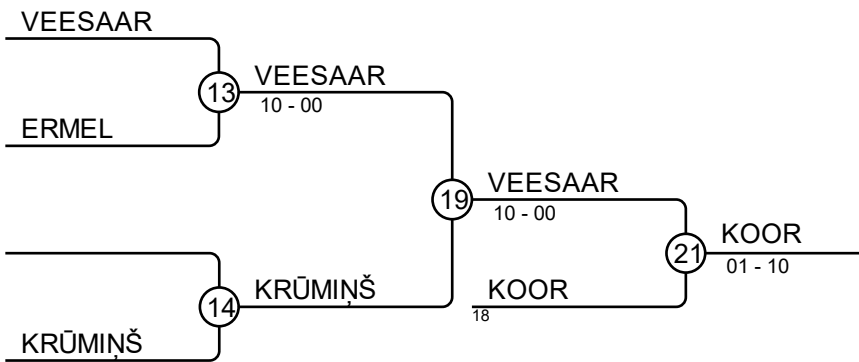 VEESAAR
13
VEESAAR
10 - 00
ERMEL
19
VEESAAR
10 - 00
21
KOOR
01 - 10
14
KRŪMIŅŠ
KOOR
18
KRŪMIŅŠ